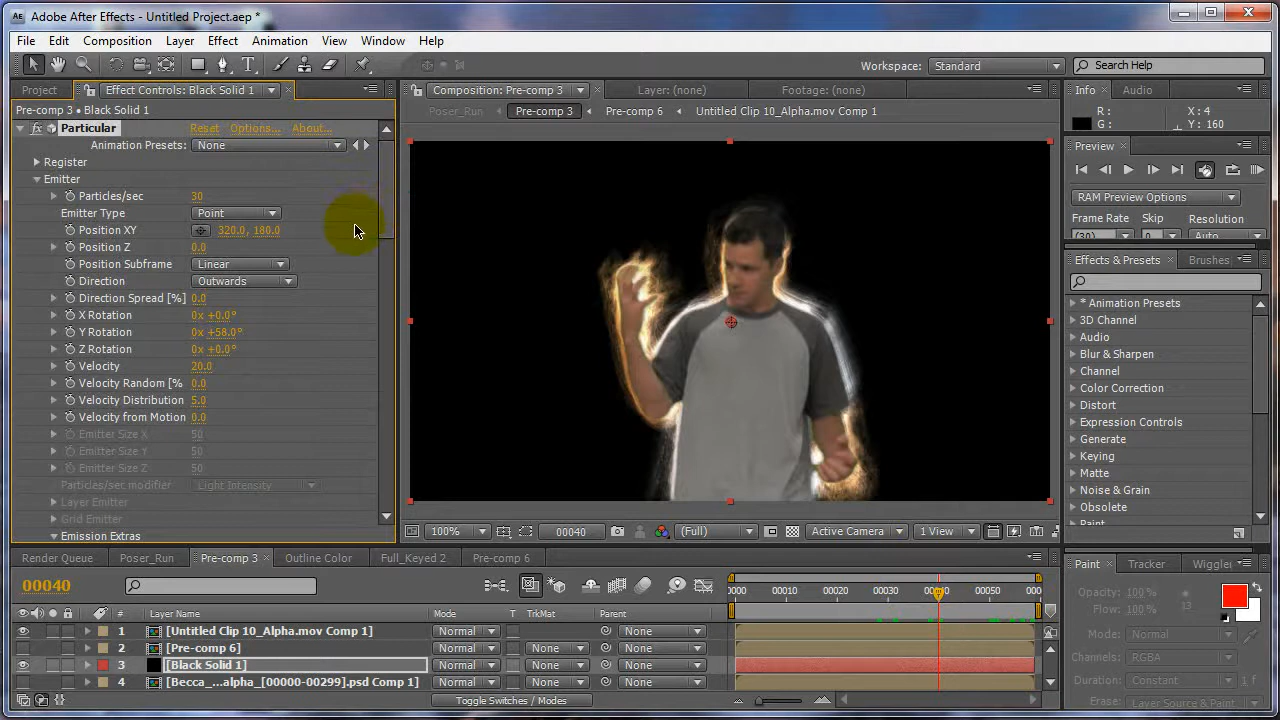 Adobe After Effects - Untitled Project.aep *
File Edit Composition Layer Effect Animation View Window Help
Workspace: Standard Search Help
Project Effect Controls: Black Solid 1
Composition: Pre-comp 3 Layer: (none) Footage: (none)
Info Audio
Pre-comp 3 • Black Solid 1
Poser_Run Pre-comp 3 Pre-comp 6 Untitled Clip 10_Alpha.mov Comp 1
R : X : 4
G : Y : 160
Particular Reset Options... About...
Animation Presets: None
Register
Emitter
Particles/sec 30
Emitter Type Point
Position XY 320.0, 180.0
Position Z 0.0
Position Subframe Linear
Direction Outwards
Direction Spread [%] 0.0
X Rotation 0x +0.0°
Y Rotation 0x +58.0°
Z Rotation 0x +0.0°
Velocity 20.0
Velocity Random [% 0.0
Velocity Distribution 5.0
Velocity from Motion 0.0
Emitter Size X 50
Emitter Size Y 50
Emitter Size Z 50
Particles/sec modifier Light Intensity
Layer Emitter
Grid Emitter
Emission Extras
Preview
RAM Preview Options
Frame Rate Skip Resolution
(30) 0 Auto
Effects & Presets Brushes
* Animation Presets
3D Channel
Audio
Blur & Sharpen
Channel
Color Correction
Distort
Expression Controls
Generate
Keying
Matte
Noise & Grain
Obsolete
Paint
100% 00040 (Full) Active Camera 1 View
Render Queue Poser_Run Pre-comp 3 Outline Color Full_Keyed 2 Pre-comp 6
00040
0000 00010 00020 00030 00040 00050
# Layer Name Mode T TrkMat Parent
1 [Untitled Clip 10_Alpha.mov Comp 1] Normal None
2 [Pre-comp 6] Normal None None
3 [Black Solid 1] Normal None None
4 [Becca_...alpha_[00000-00299].psd Comp 1] Normal None None
Toggle Switches / Modes
Paint Tracker Wiggler
Opacity: 100 %
Flow: 100 %
13
Mode: Normal
Channels: RGBA
Duration: Constant 1 f
Erase: Layer Source & Paint